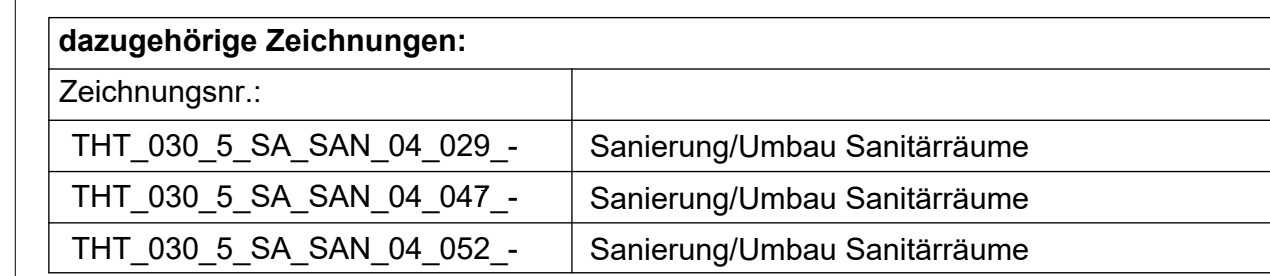 dazugehörige Zeichnungen:
Zeichnungsnr.:
THT_030_5_SA_SAN_04_029_- Sanierung/Umbau Sanitärräume
THT_030_5_SA_SAN_04_047_- Sanierung/Umbau Sanitärräume
THT_030_5_SA_SAN_04_052_- Sanierung/Umbau Sanitärräume